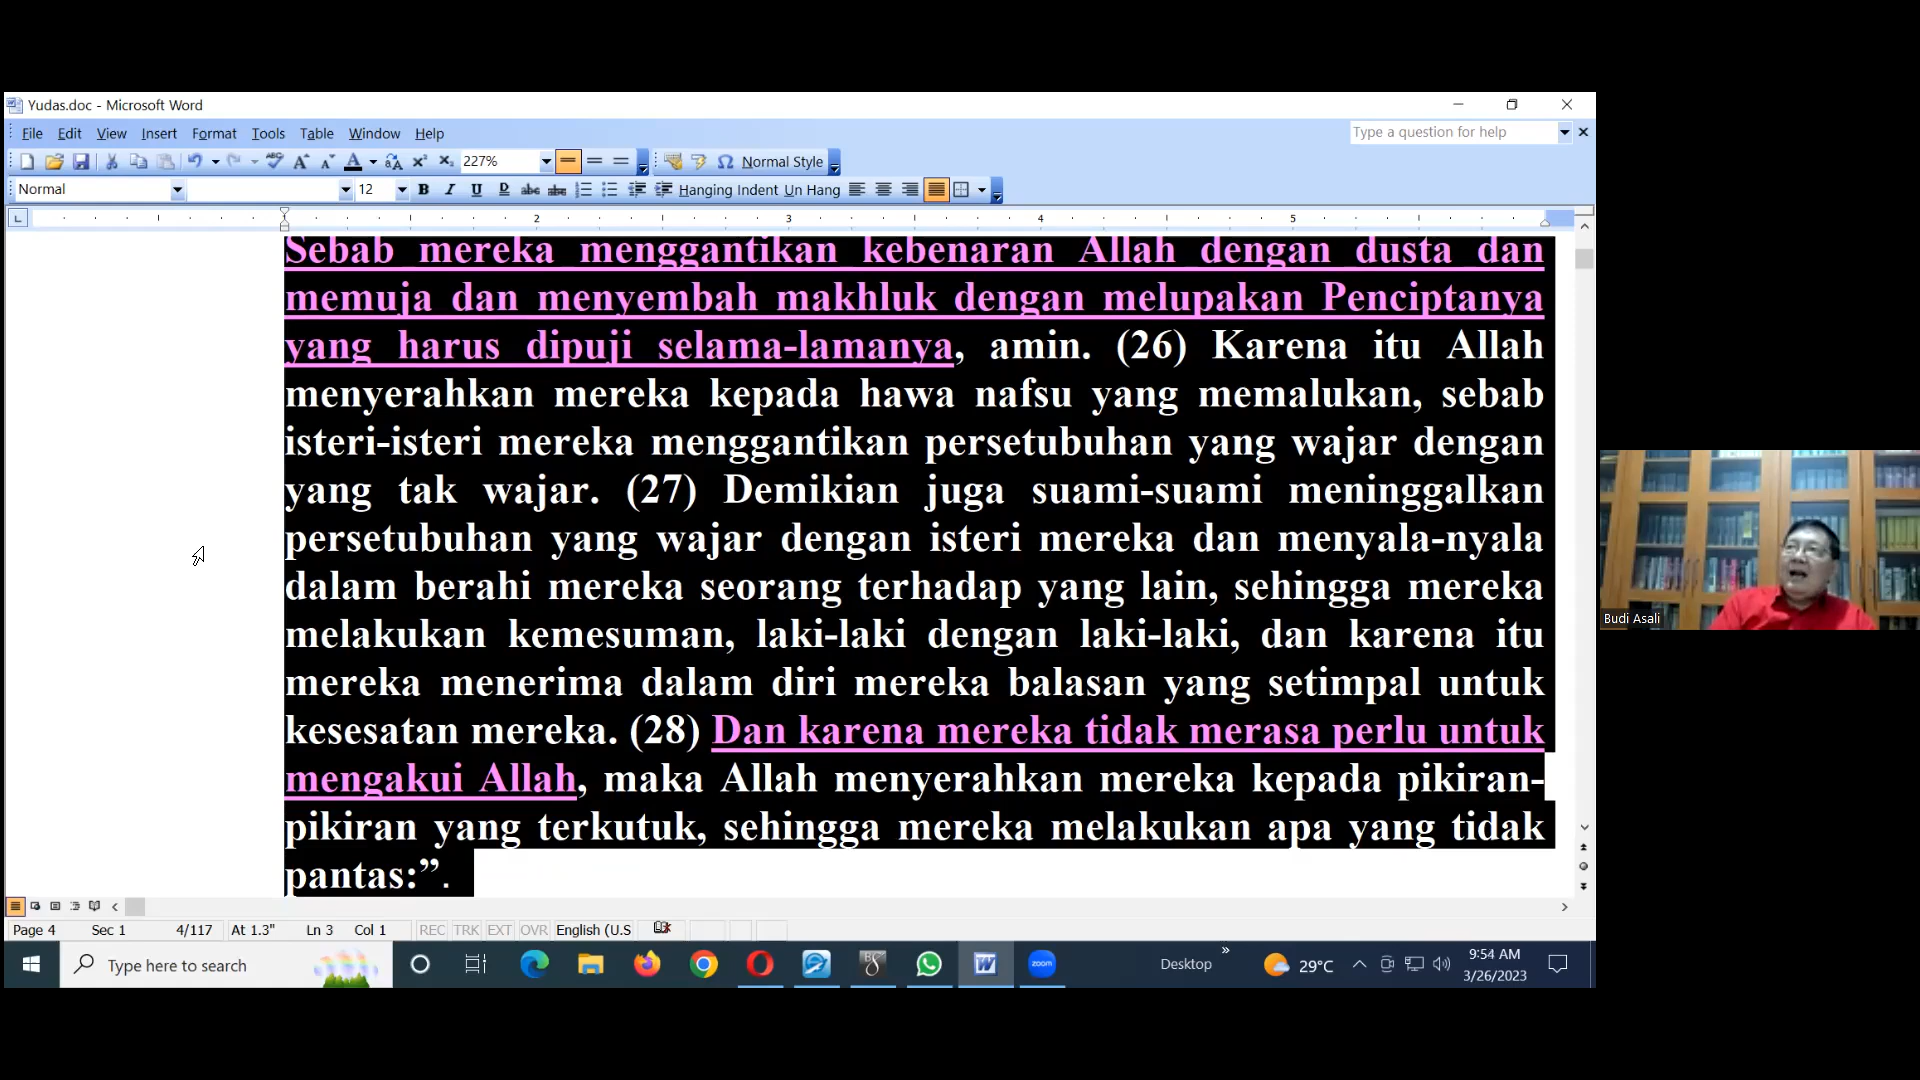 Yudas.doc - Microsoft Word
File Edit View Insert Format Tools Table Window Help
Type a question for help
227%
Normal Style
Normal
12
Hanging Indent Un Hang
2 3 4 5
Sebab mereka menggantikan kebenaran Allah dengan dusta dan
memuja dan menyembah makhluk dengan melupakan Penciptanya
yang harus dipuji selama-lamanya, amin. (26) Karena itu Allah
menyerahkan mereka kepada hawa nafsu yang memalukan, sebab
isteri-isteri mereka menggantikan persetubuhan yang wajar dengan
yang tak wajar. (27) Demikian juga suami-suami meninggalkan
persetubuhan yang wajar dengan isteri mereka dan menyala-nyala
dalam berahi mereka seorang terhadap yang lain, sehingga mereka
melakukan kemesuman, laki-laki dengan laki-laki, dan karena itu
mereka menerima dalam diri mereka balasan yang setimpal untuk
kesesatan mereka. (28) Dan karena mereka tidak merasa perlu untuk
mengakui Allah, maka Allah menyerahkan mereka kepada pikiran-
pikiran yang terkutuk, sehingga mereka melakukan apa yang tidak
pantas:”.
Budi Asali
Page 4 Sec 1 4/117 At 1.3" Ln 3 Col 1 REC TRK EXT OVR English (U.S
Type here to search
zoom
Desktop
29°C
9:54 AM
3/26/2023